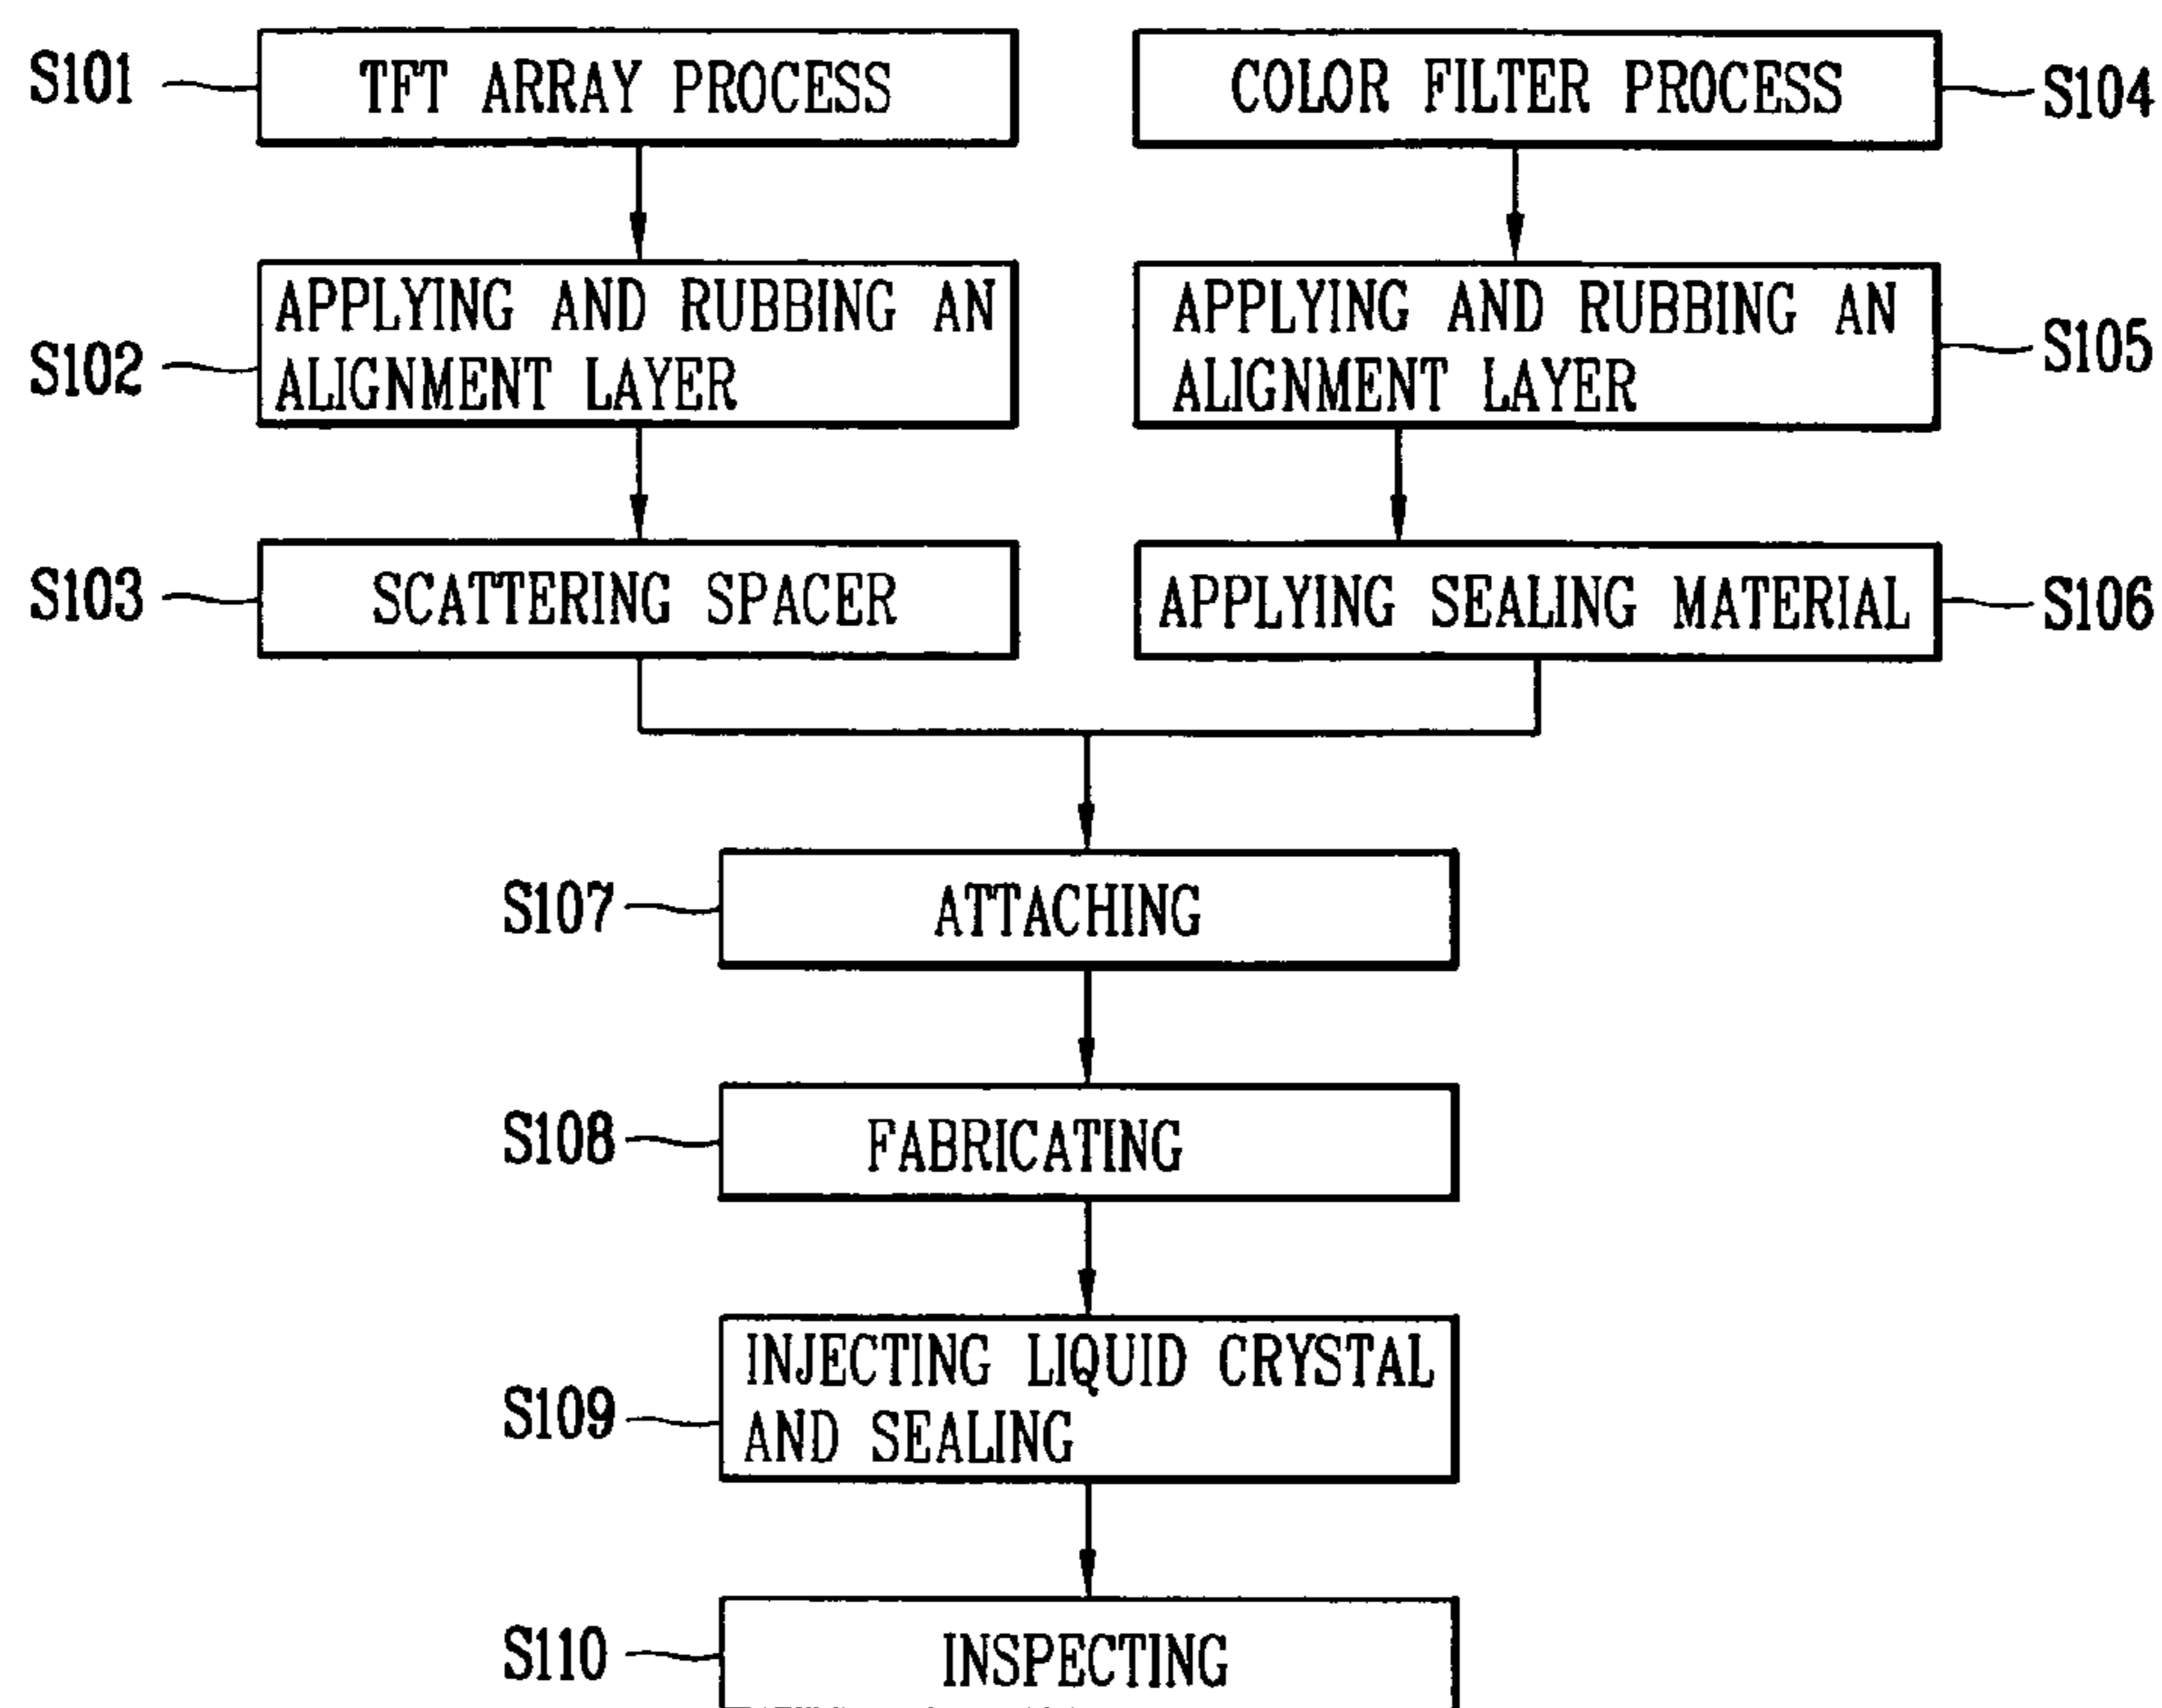 S101
TFT ARRAY PROCESS
COLOR FILTER PROCESS
S104
S102
APPLYING AND RUBBING AN
ALIGNMENT LAYER
APPLYING AND RUBBING AN
ALIGNMENT LAYER
S105
S103
SCATTERING SPACER
APPLYING SEALING MATERIAL
S106
S107
ATTACHING
S108
FABRICATING
S109
INJECTING LIQUID CRYSTAL
AND SEALING
S110
INSPECTING